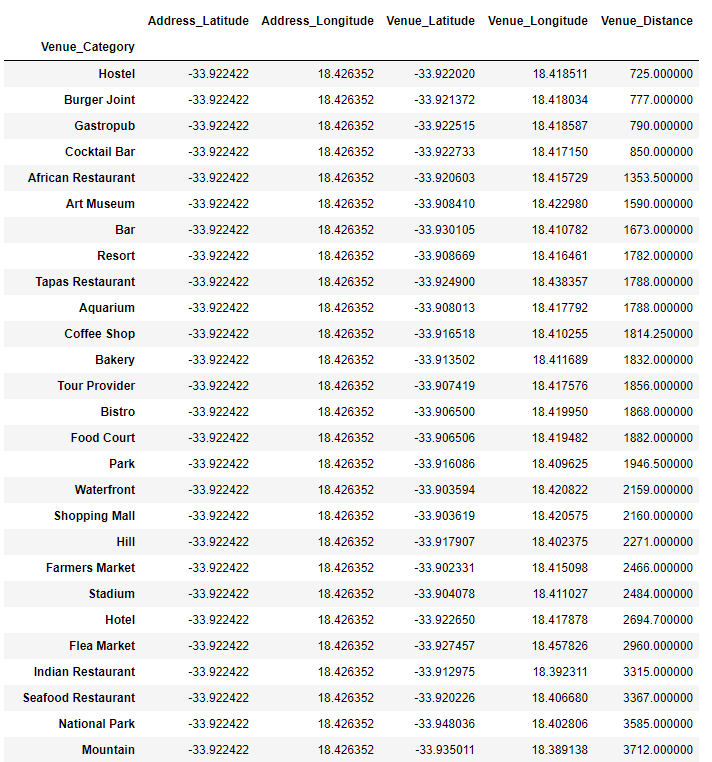 Address_Latitude Address_Longitude Venue_Latitude Venue_Longitude Venue_Distance
Venue_Category
Hostel -33.922422 18.426352 -33.922020 18.418511 725.000000
Burger Joint -33.922422 18.426352 -33.921372 18.418034 777.000000
Gastropub -33.922422 18.426352 -33.922515 18.418587 790.000000
Cocktail Bar -33.922422 18.426352 -33.922733 18.417150 850.000000
African Restaurant -33.922422 18.426352 -33.920603 18.415729 1353.500000
Art Museum -33.922422 18.426352 -33.908410 18.422980 1590.000000
Bar -33.922422 18.426352 -33.930105 18.410782 1673.000000
Resort -33.922422 18.426352 -33.908669 18.416461 1782.000000
Tapas Restaurant -33.922422 18.426352 -33.924900 18.438357 1788.000000
Aquarium -33.922422 18.426352 -33.908013 18.417792 1788.000000
Coffee Shop -33.922422 18.426352 -33.916518 18.410255 1814.250000
Bakery -33.922422 18.426352 -33.913502 18.411689 1832.000000
Tour Provider -33.922422 18.426352 -33.907419 18.417576 1856.000000
Bistro -33.922422 18.426352 -33.906500 18.419950 1868.000000
Food Court -33.922422 18.426352 -33.906506 18.419482 1882.000000
Park -33.922422 18.426352 -33.916086 18.409625 1946.500000
Waterfront -33.922422 18.426352 -33.903594 18.420822 2159.000000
Shopping Mall -33.922422 18.426352 -33.903619 18.420575 2160.000000
Hill -33.922422 18.426352 -33.917907 18.402375 2271.000000
Farmers Market -33.922422 18.426352 -33.902331 18.415098 2466.000000
Stadium -33.922422 18.426352 -33.904078 18.411027 2484.000000
Hotel -33.922422 18.426352 -33.922650 18.417878 2694.700000
Flea Market -33.922422 18.426352 -33.927457 18.457826 2960.000000
Indian Restaurant -33.922422 18.426352 -33.912975 18.392311 3315.000000
Seafood Restaurant -33.922422 18.426352 -33.920226 18.406680 3367.000000
National Park -33.922422 18.426352 -33.948036 18.402806 3585.000000
Mountain -33.922422 18.426352 -33.935011 18.389138 3712.000000